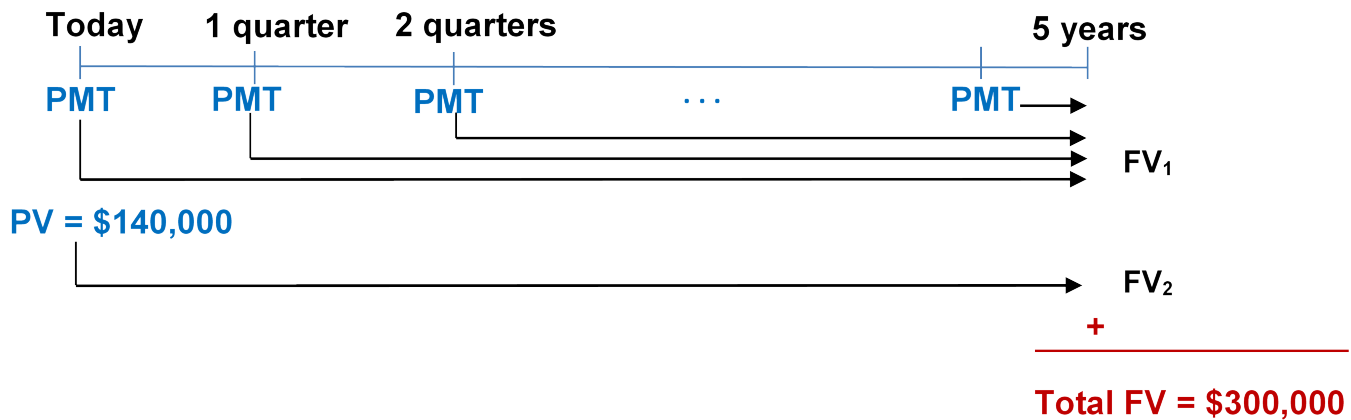 Today 1 quarter 2 quarters 5 years
PMT PMT PMT . . . PMT
FV₁
PV = $140,000
FV₂
+
Total FV = $300,000